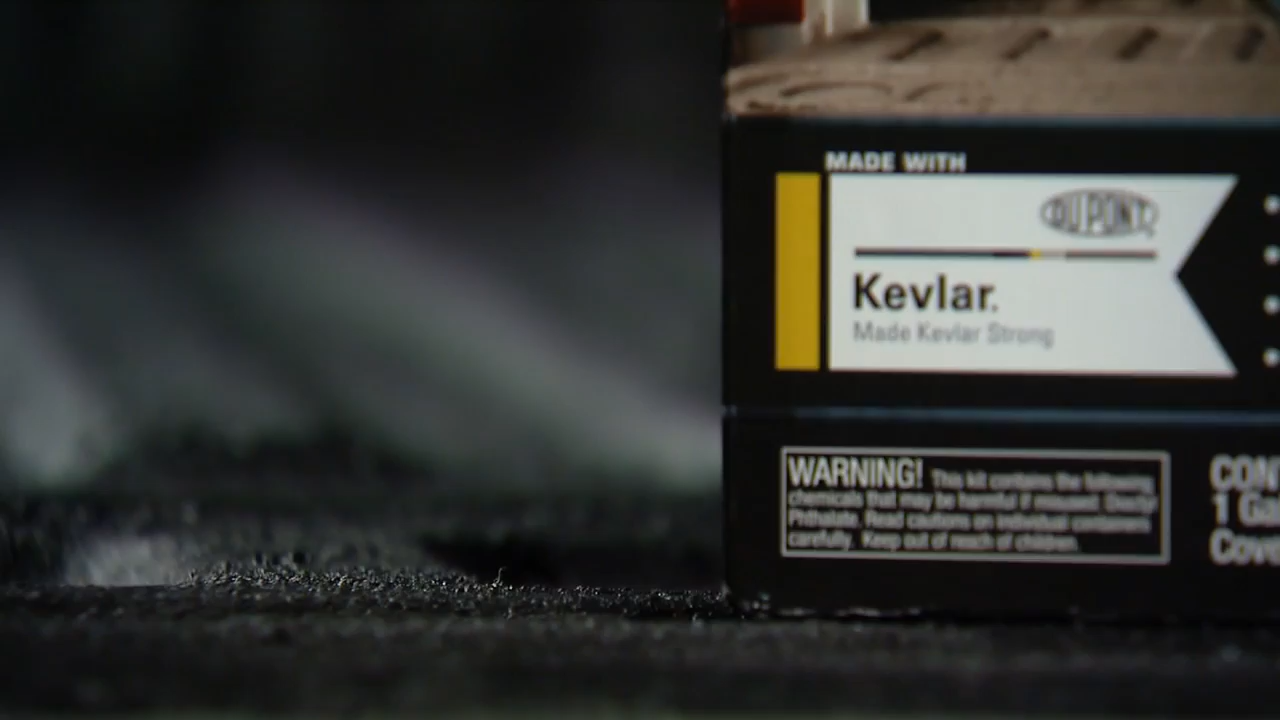 MADE WITH
DUPONT
Kevlar.
Made Kevlar Strong
WARNING! This kit contains the following
chemicals that may be harmful if misused:
Phthalate. Read cautions on individual containers
carefully. Keep out of reach of children.
CON
1 Ga
Cove